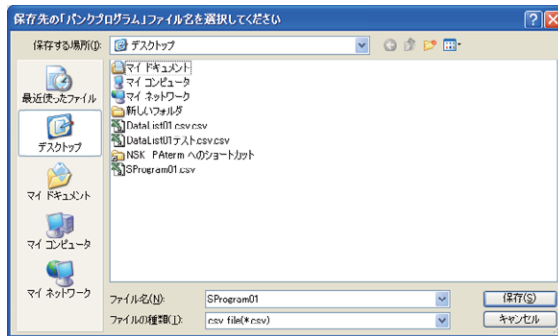 保存先の「バンクプログラム」ファイル名を選択してください
保存する場所(I):
デスクトップ
最近使ったファイル
デスクトップ
マイ ドキュメント
マイ コンピュータ
マイ ネットワーク
マイ ドキュメント
マイ コンピュータ
マイ ネットワーク
新しいフォルダ
DataList01.csv.csv
DataList01テスト.csv.csv
NSK PAterm へのショートカット
SProgram01.csv
ファイル名(N):
SProgram01
保存(S)
ファイルの種類(T):
csv file(*.csv)
キャンセル